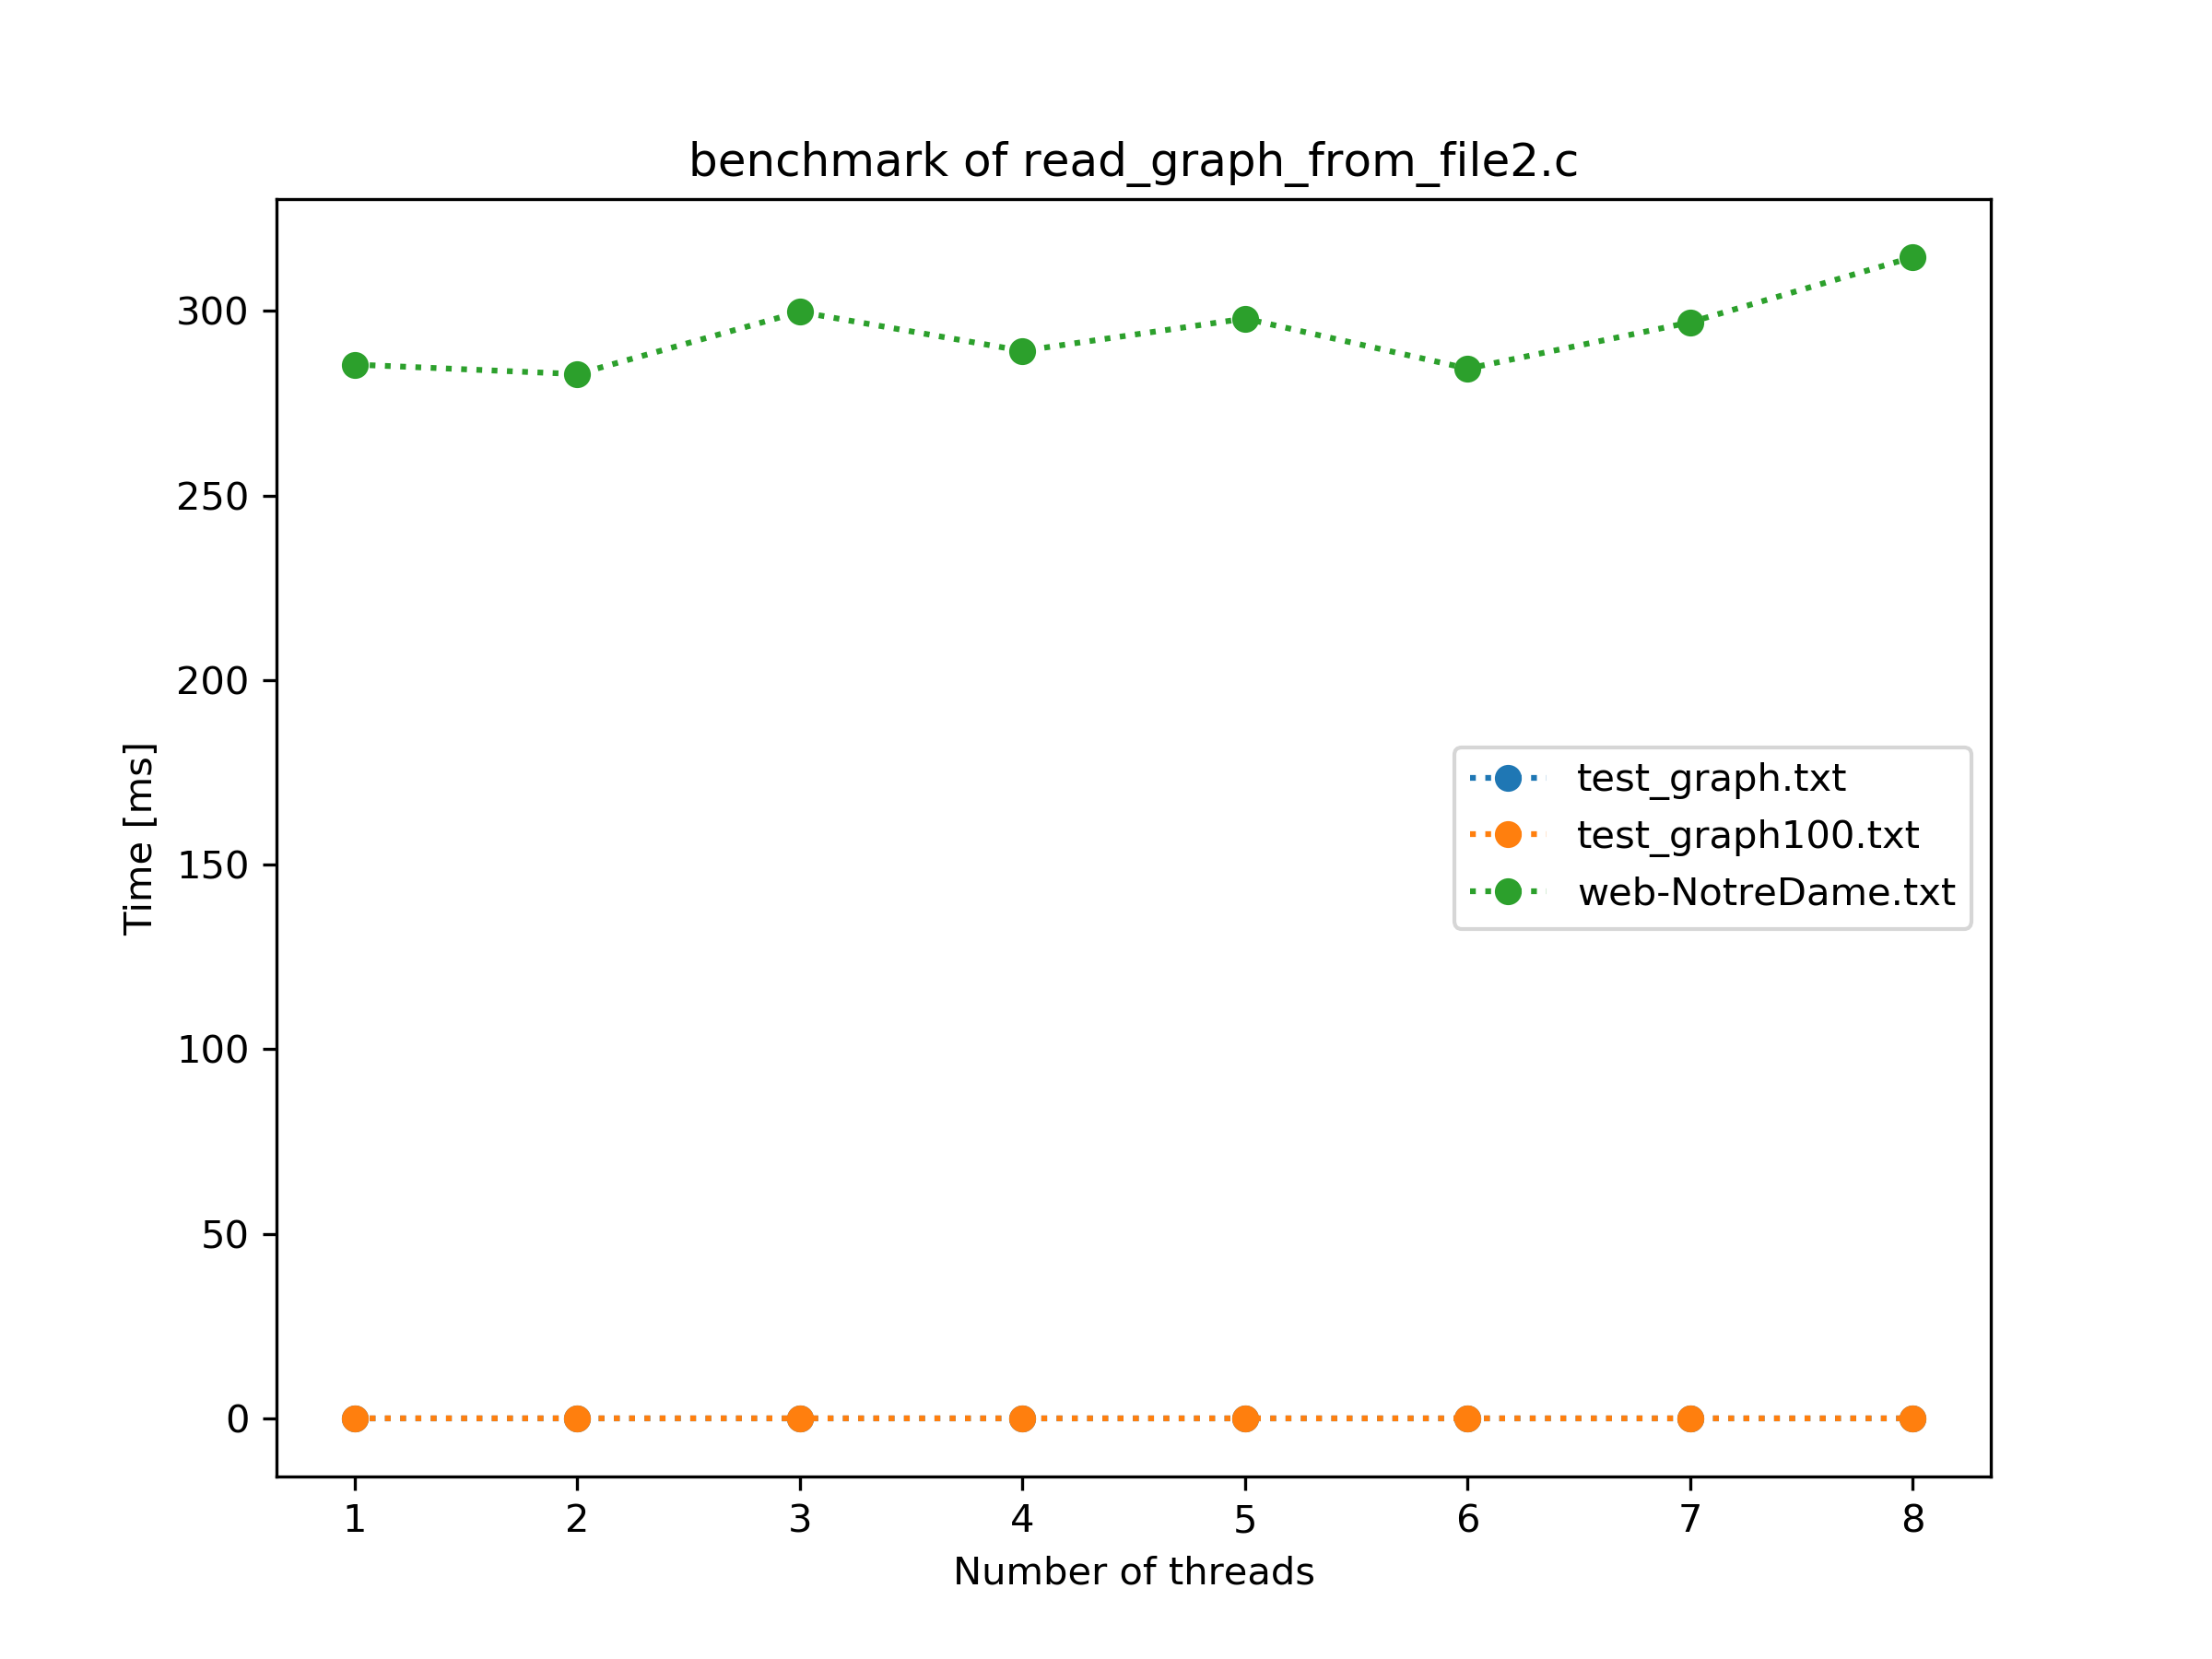 benchmark of read_graph_from_file2.c
300
250
200
150
100
50
0
Time [ms]
test_graph.txt
test_graph100.txt
web-NotreDame.txt
1 2 3 4 5 6 7 8
Number of threads